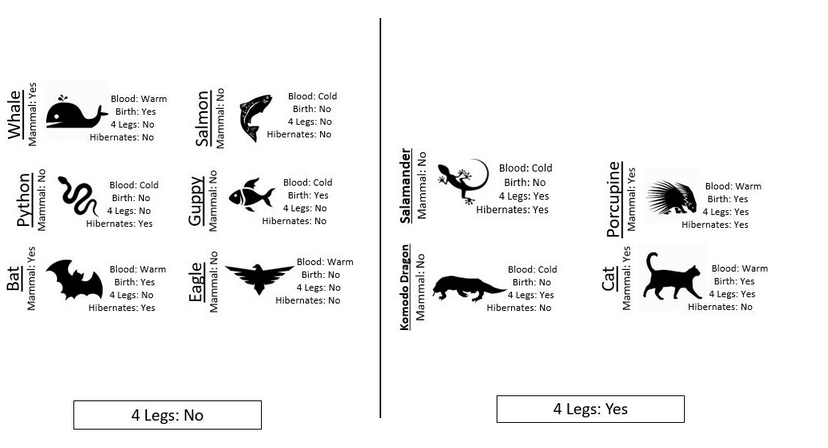 Whale
Mammal: Yes
Blood: Warm
Birth: Yes
4 Legs: No
Hibernates: No
Salmon
Mammal: No
Blood: Cold
Birth: No
4 Legs: No
Hibernates: No
Python
Mammal: No
Blood: Cold
Birth: No
4 Legs: No
Hibernates: Yes
Guppy
Mammal: No
Blood: Cold
Birth: Yes
4 Legs: No
Hibernates: No
Bat
Mammal: Yes
Blood: Warm
Birth: Yes
4 Legs: No
Hibernates: Yes
Eagle
Mammal: No
Blood: Warm
Birth: No
4 Legs: No
Hibernates: No
4 Legs: No
Salamander
Mammal: No
Blood: Cold
Birth: No
4 Legs: Yes
Hibernates: Yes
Porcupine
Mammal: Yes
Blood: Warm
Birth: Yes
4 Legs: Yes
Hibernates: Yes
Komodo Dragon
Mammal: No
Blood: Cold
Birth: No
4 Legs: Yes
Hibernates: No
Cat
Mammal: Yes
Blood: Warm
Birth: Yes
4 Legs: Yes
Hibernates: No
4 Legs: Yes